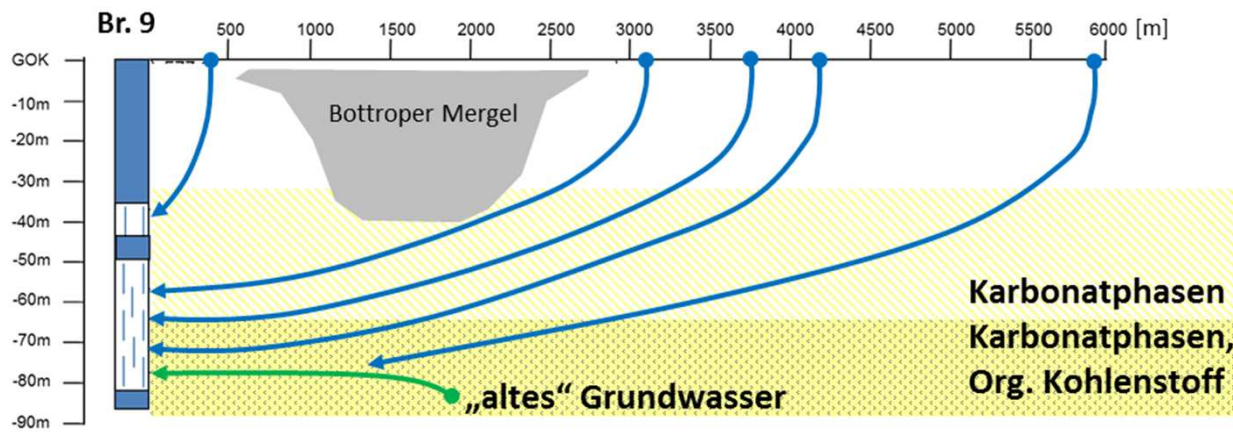 Br. 9
500 1000 1500 2000 2500 3000 3500 4000 4500 5000 5500 6000 [m]
GOK
-10m
Bottroper Mergel
-20m
-30m
-40m
-50m
-60m
Karbonatphasen
-70m
Karbonatphasen,
-80m
Org. Kohlenstoff
„altes“ Grundwasser
-90m